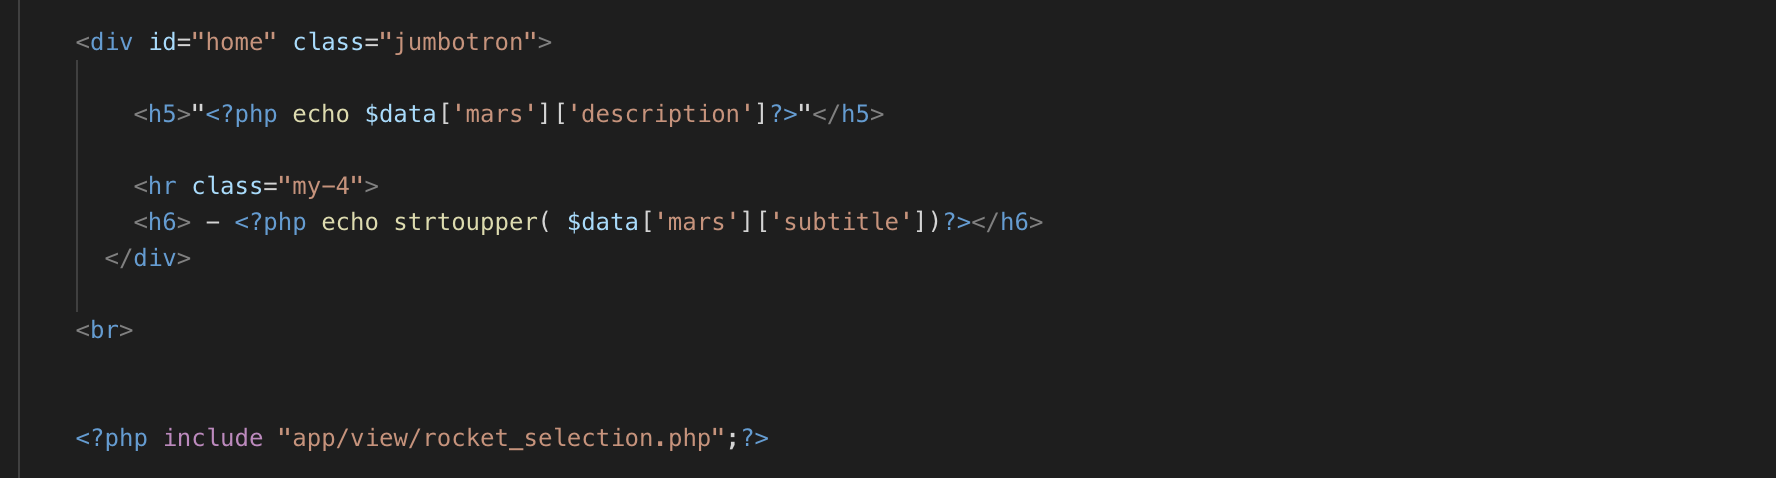 <div id="home" class="jumbotron">
<h5>"<?php echo $data['mars']['description']?>"</h5>
<hr class="my-4">
<h6> - <?php echo strtoupper( $data['mars']['subtitle'])?></h6>
</div>
<br>
<?php include "app/view/rocket_selection.php";?>